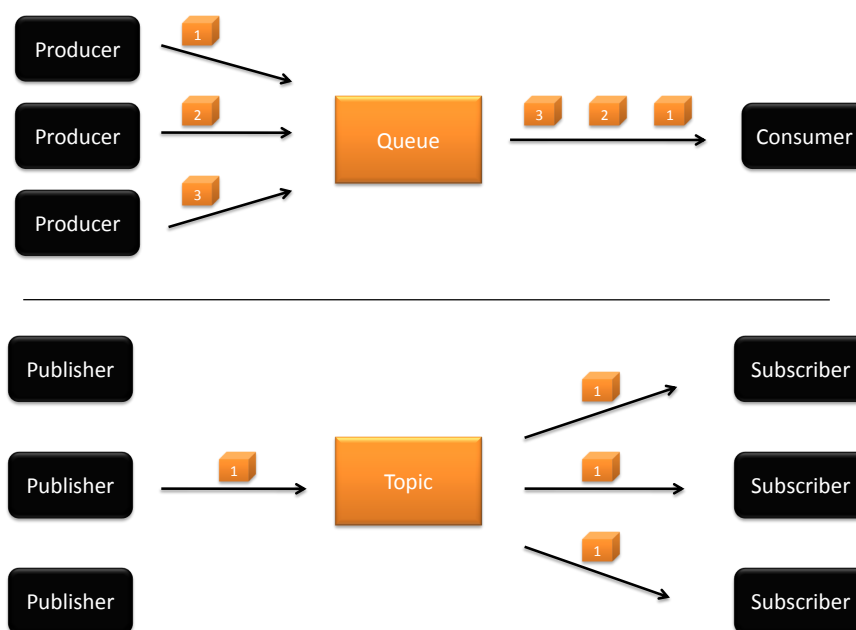 Producer
1
Producer
2
Queue
3
2
1
Consumer
Producer
3
Publisher
Subscriber
1
Publisher
1
Topic
1
Subscriber
1
Publisher
Subscriber